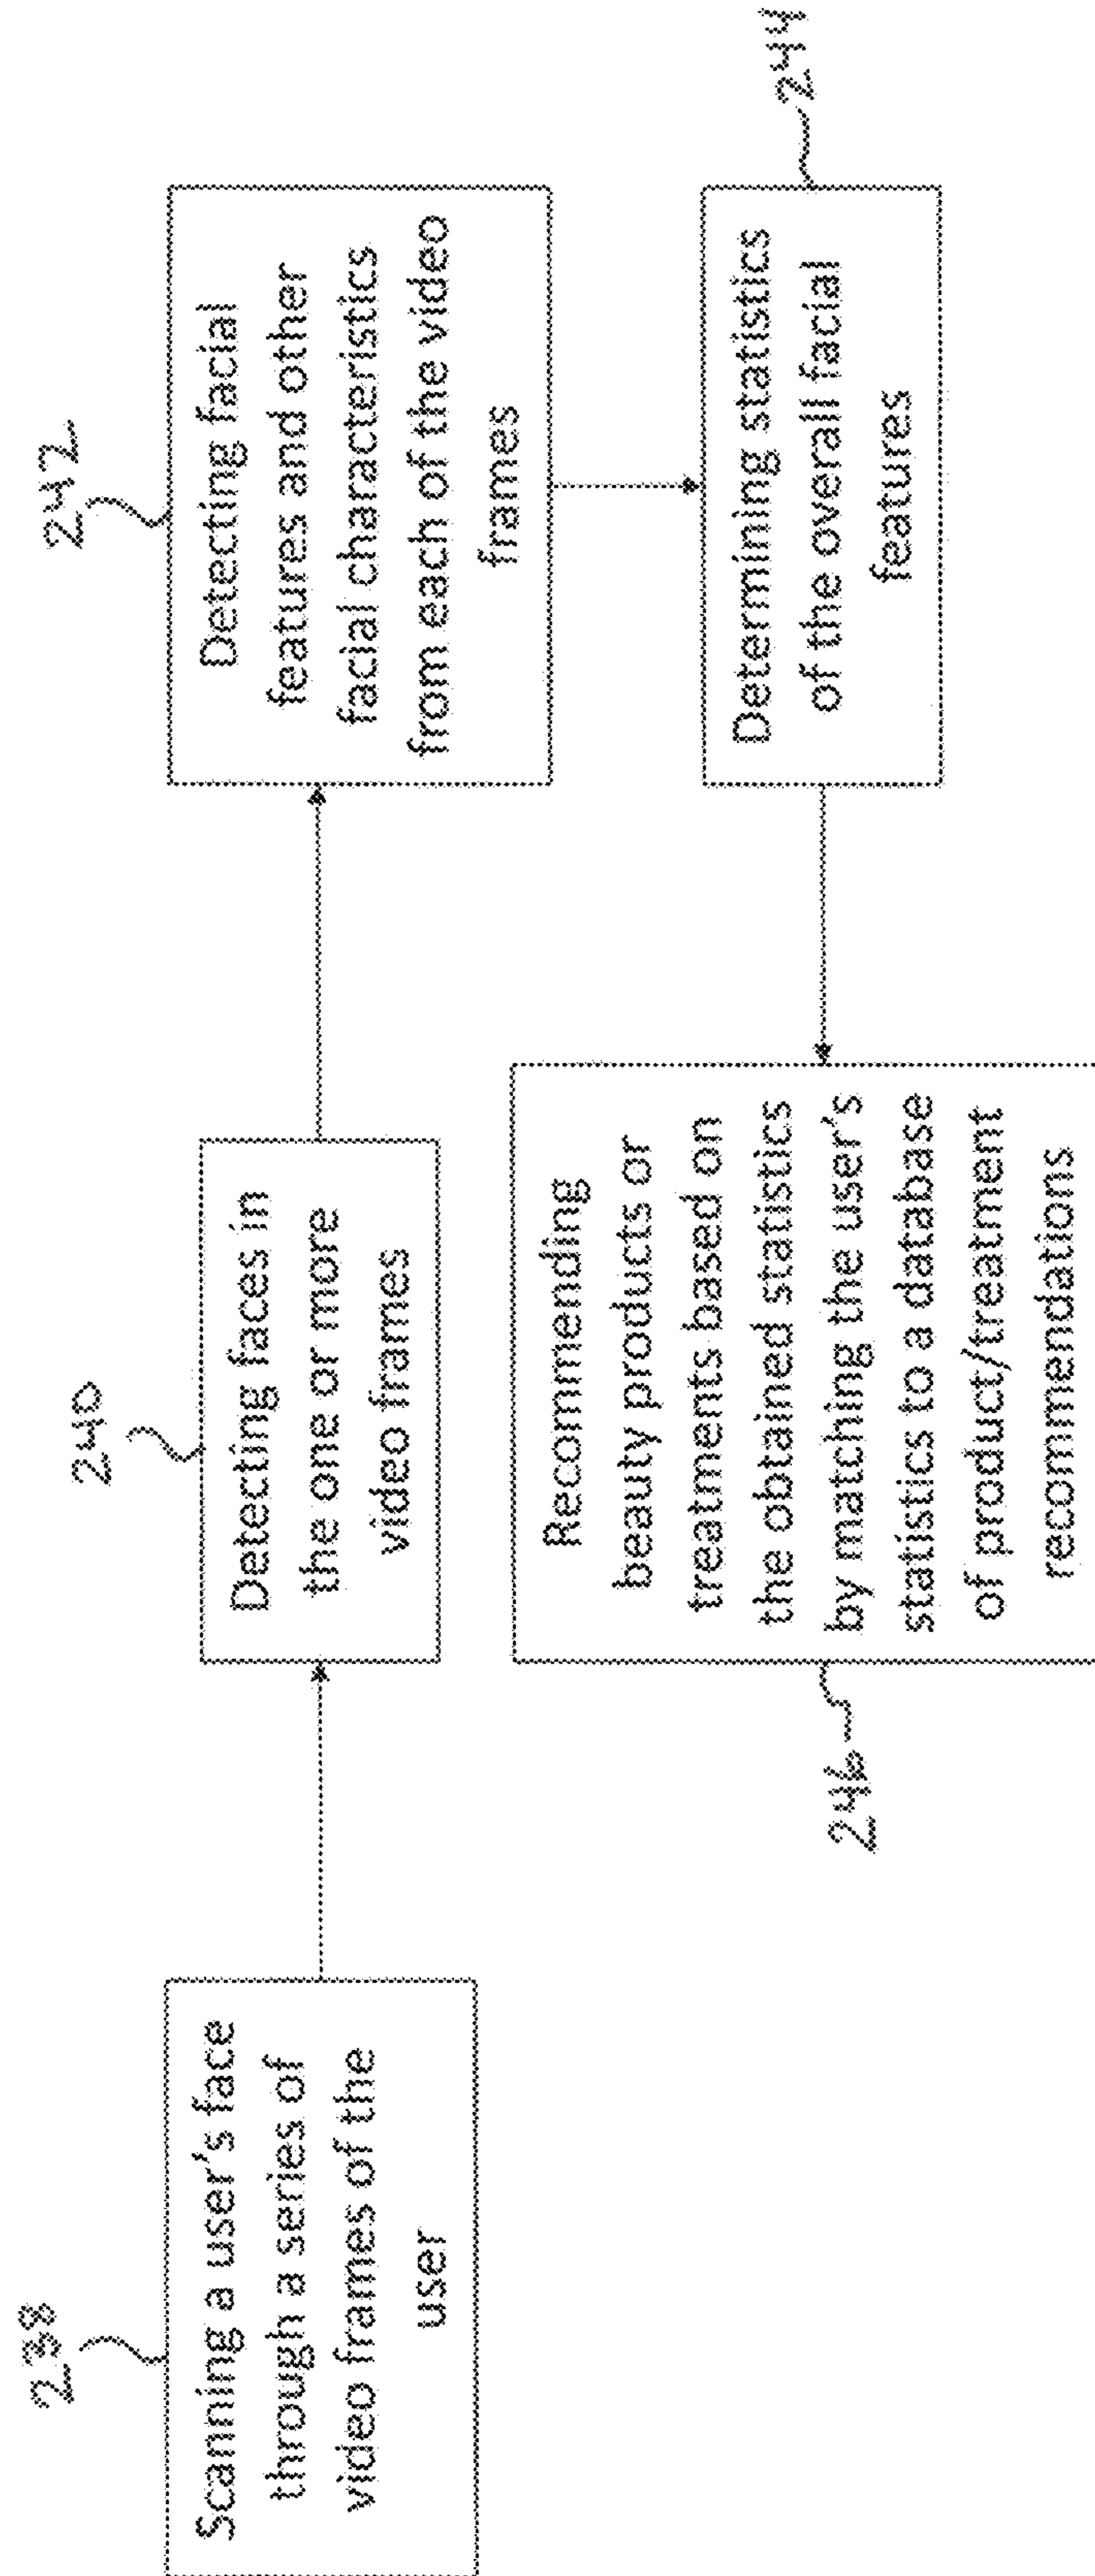 238
Scanning a user's face
through a series of
video frames of the
user
240
Detecting faces in
the one or more
video frames
242
Detecting facial
features and other
facial characteristics
from each of the video
frames
Determining statistics
of the overall facial
features
244
Recommending
beauty products or
treatments based on
the obtained statistics
by matching the user's
statistics to a database
of product/treatment
recommendations
246